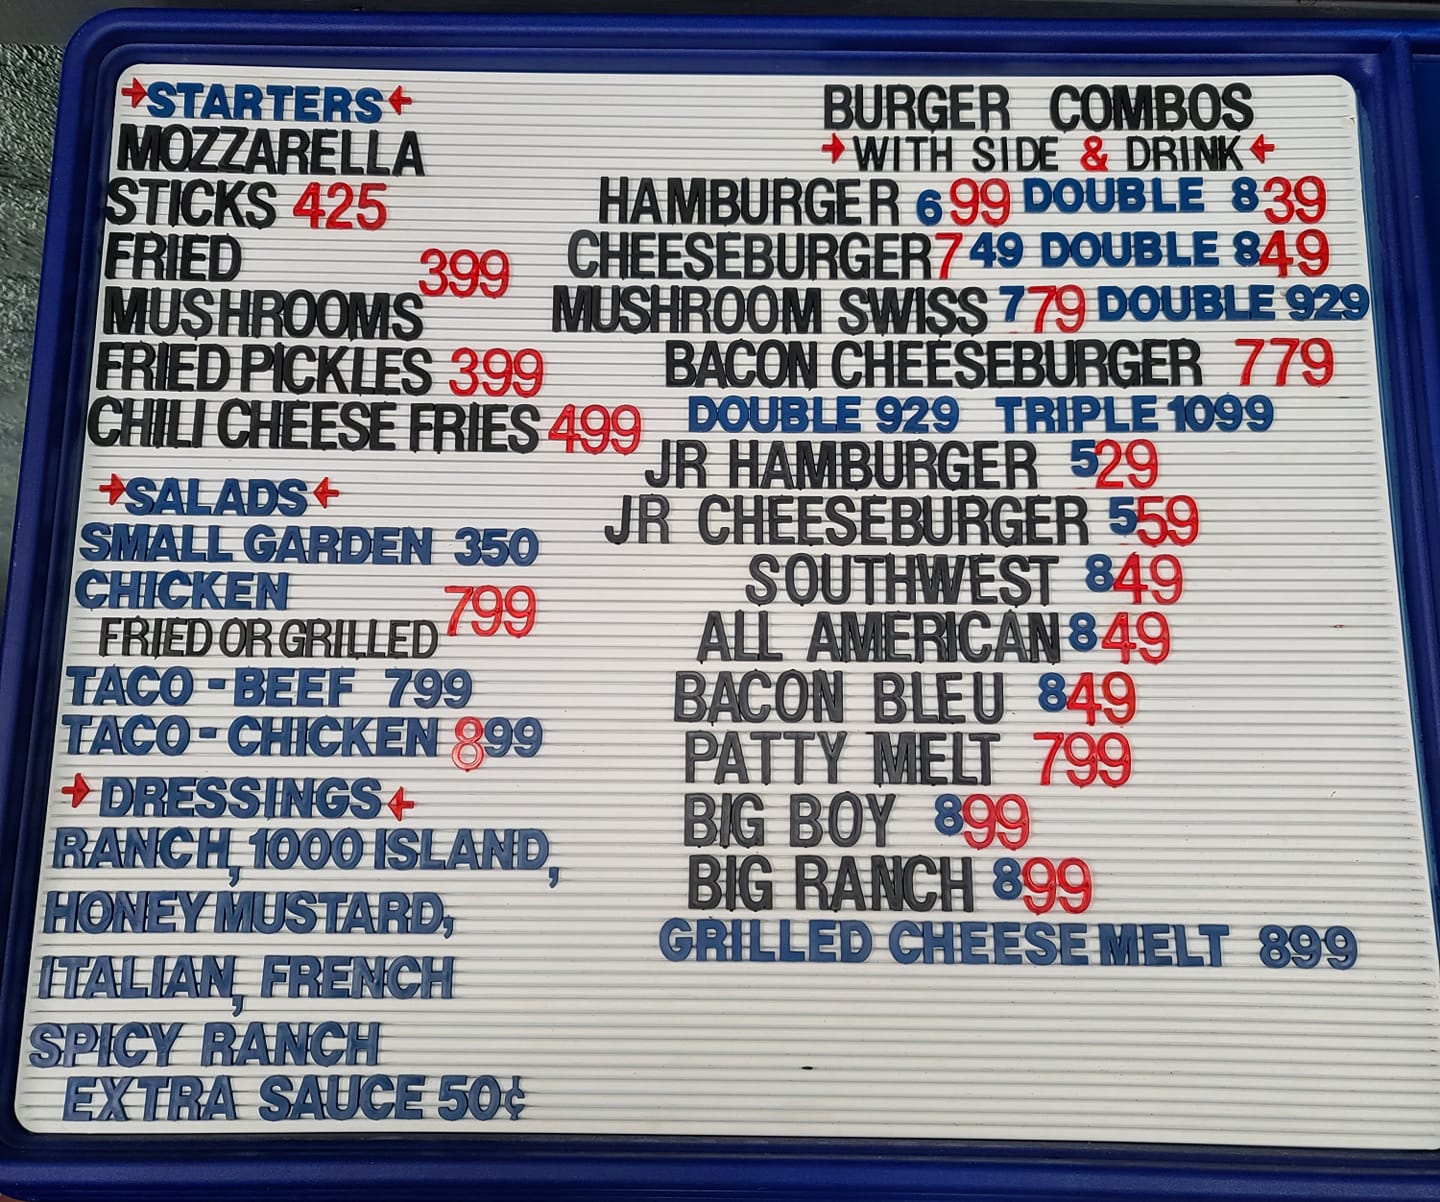 STARTERS
MOZZARELLA
STICKS 425
FRIED
MUSHROOMS 399
FRIED PICKLES 399
CHILI CHEESE FRIES 499
SALADS
SMALL GARDEN 350
CHICKEN
FRIED OR GRILLED 799
TACO - BEEF 799
TACO - CHICKEN 899
DRESSINGS
RANCH, 1000 ISLAND,
HONEY MUSTARD,
ITALIAN, FRENCH
SPICY RANCH
EXTRA SAUCE 50¢
BURGER COMBOS
WITH SIDE & DRINK
HAMBURGER 699 DOUBLE 839
CHEESEBURGER 749 DOUBLE 849
MUSHROOM SWISS 779 DOUBLE 929
BACON CHEESEBURGER 779
DOUBLE 929 TRIPLE 1099
JR HAMBURGER 529
JR CHEESEBURGER 559
SOUTHWEST 849
ALL AMERICAN 849
BACON BLEU 849
PATTY MELT 799
BIG BOY 899
BIG RANCH 899
GRILLED CHEESE MELT 899